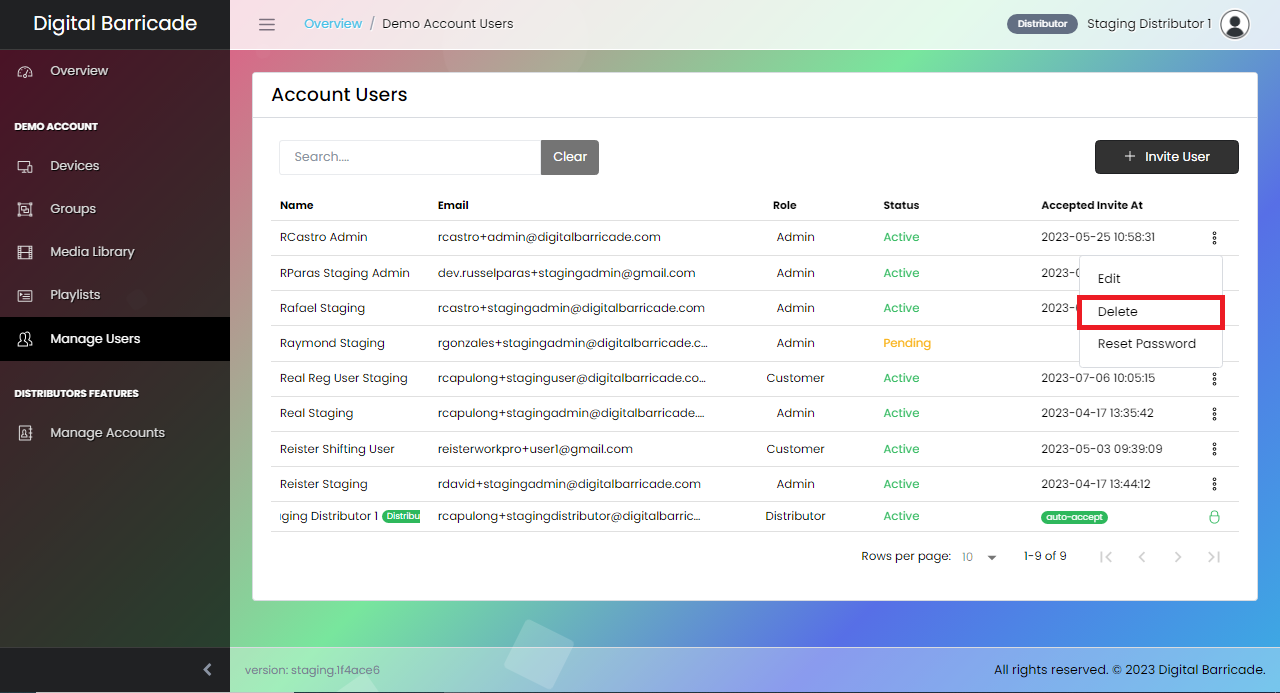 Digital Barricade
Overview / Demo Account Users
Distributor Staging Distributor 1
Overview
DEMO ACCOUNT
Devices
Groups
Media Library
Playlists
Manage Users
DISTRIBUTORS FEATURES
Manage Accounts
Account Users
Search.... Clear
+ Invite User
Name Email Role Status Accepted Invite At
RCastro Admin rcastro+admin@digitalbarricade.com Admin Active 2023-05-25 10:58:31
RParas Staging Admin dev.russelparas+stagingadmin@gmail.com Admin Active 2023-0
Rafael Staging rcastro+stagingadmin@digitalbarricade.com Admin Active 2023-
Raymond Staging rgonzales+stagingadmin@digitalbarricade.c... Admin Pending
Edit
Delete
Reset Password
Real Reg User Staging rcapulong+staginguser@digitalbarricade.co... Customer Active 2023-07-06 10:05:15
Real Staging rcapulong+stagingadmin@digitalbarricade.... Admin Active 2023-04-17 13:35:42
Reister Shifting User reisterworkpro+user1@gmail.com Customer Active 2023-05-03 09:39:09
Reister Staging rdavid+stagingadmin@digitalbarricade.com Admin Active 2023-04-17 13:44:12
ging Distributor 1 Distribu rcapulong+stagingdistributor@digitalbarric... Distributor Active auto-accept
Rows per page: 10 1-9 of 9
version: staging.1f4ace6
All rights reserved. © 2023 Digital Barricade.